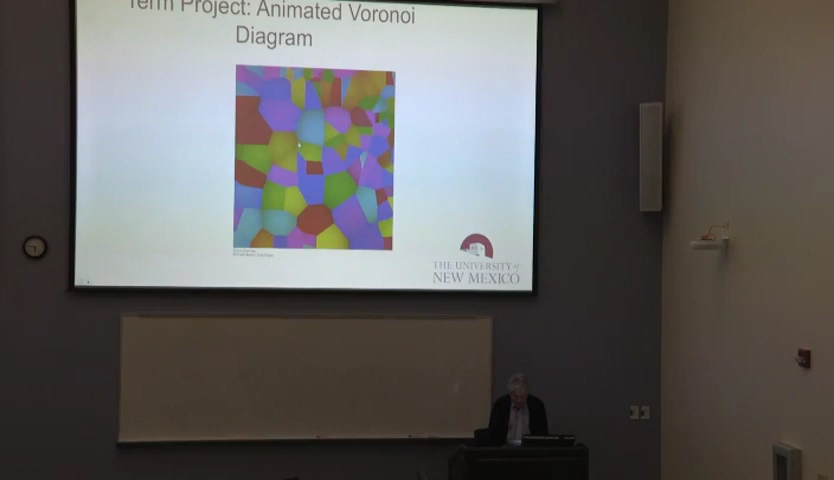 Term Project: Animated Voronoi
Diagram
THE UNIVERSITY of
NEW MEXICO